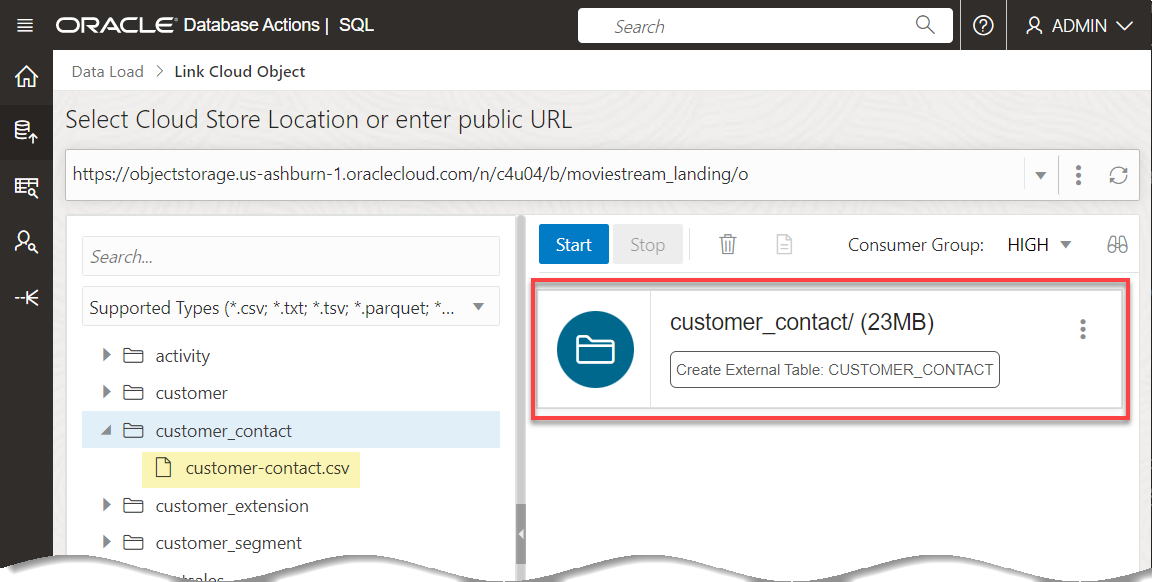 ORACLE® Database Actions | SQL
Search
ADMIN
Data Load > Link Cloud Object
Select Cloud Store Location or enter public URL
https://objectstorage.us-ashburn-1.oraclecloud.com/n/c4u04/b/moviestream_landing/o
Search...
Supported Types (*.csv; *.txt; *.tsv; *.parquet; *...
activity
customer
customer_contact
customer-contact.csv
customer_extension
customer_segment
Start
Stop
Consumer Group:
HIGH
customer_contact/ (23MB)
Create External Table: CUSTOMER_CONTACT